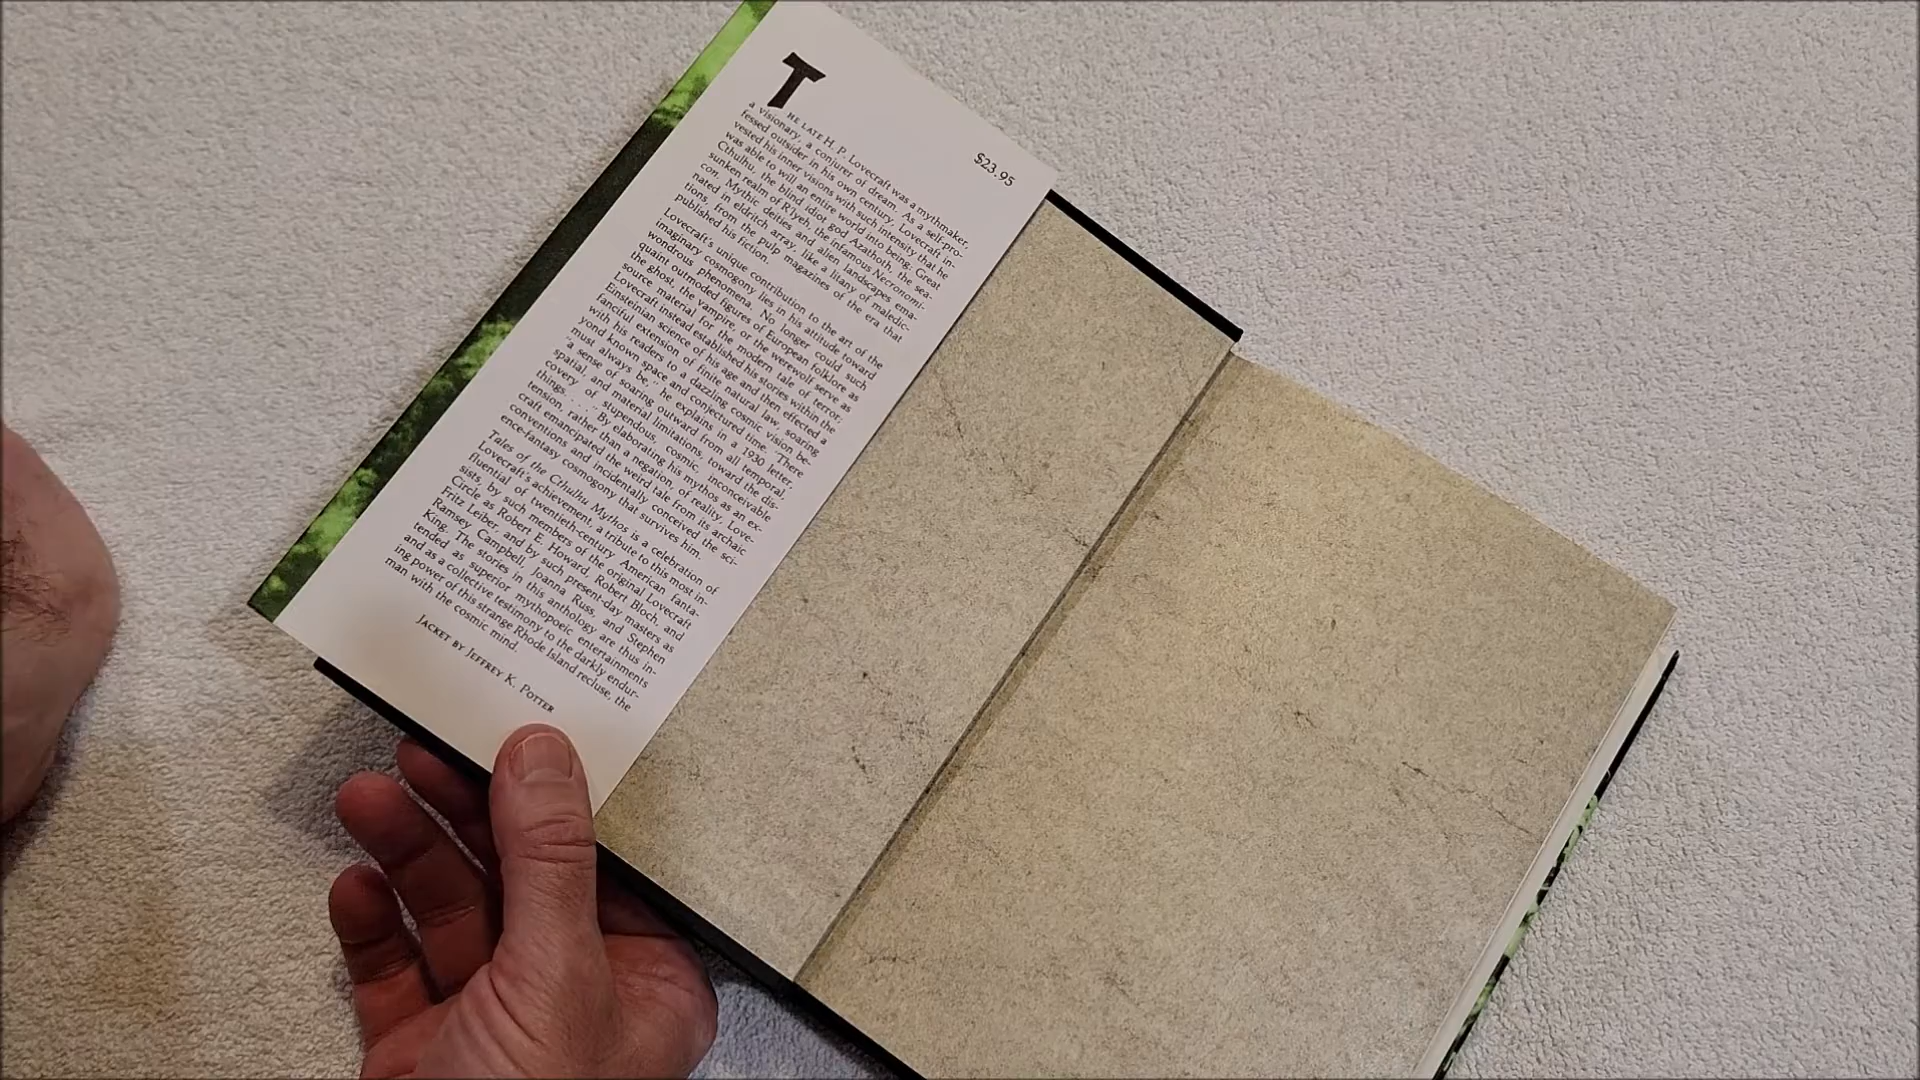 $23.95
THE LATE H. P. Lovecraft was a mythmaker,
a visionary, a conjurer of dream. As a self-pro-
fessed outsider in his own century, Lovecraft in-
vested his inner visions with such intensity that he
was able to will an entire world into being. Great
Cthulhu, the blind idiot god Azathoth, the sea-
sunken realm of R'lyeh, the infamous Necronomi-
con. Mythic deities and alien landscapes ema-
nated in eldritch array, like a litany of maledic-
tions, from the pulp magazines of the era that
published his fiction.
Lovecraft's unique contribution to the art of the
imaginary cosmogony lies in his attitude toward
wondrous phenomena. No longer could such
quaint outmoded figures of European folklore as
the ghost, the vampire, or the werewolf serve as
source material for the modern tale of terror;
Lovecraft instead established his stories within the
Einsteinian science of his age and then effected a
fanciful extension of finite natural law, soaring
with his readers to a dazzling cosmic vision be-
yond known space and conjectured time. "There
must always be," he explains in a 1930 letter,
"a sense of soaring outward from all temporal,
spatial, and material limitations, toward the dis-
covery of stupendous, cosmic, inconceivable
things. . . ." By elaborating his mythos as an ex-
tension, rather than a negation, of reality, Love-
craft emancipated the weird tale from its archaic
conventions and incidentally conceived the sci-
ence-fantasy cosmogony that survives him.
Tales of the Cthulhu Mythos is a celebration of
Lovecraft's achievement, a tribute to this most in-
fluential of twentieth-century American fanta-
sists, by such members of the original Lovecraft
Circle as Robert E. Howard, Robert Bloch, and
Fritz Leiber, and by such present-day masters as
Ramsey Campbell, Joanna Russ, and Stephen
King. The stories in this anthology are thus in-
tended as superior mythopoeic entertainments
and as a collective testimony to the darkly endur-
ing power of this strange Rhode Island recluse, the
man with the cosmic mind.
JACKET BY JEFFREY K. POTTER